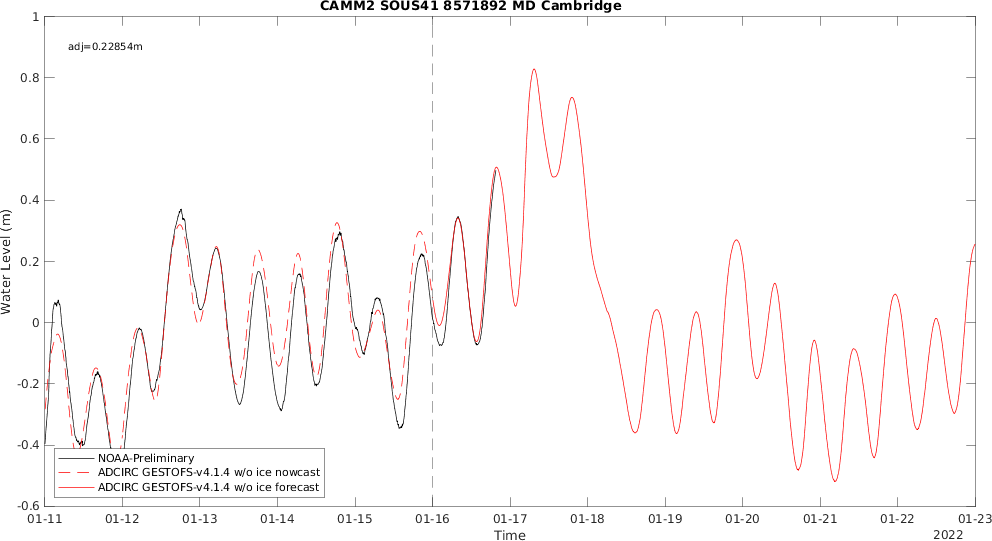 CAMM2 SOUS41 8571892 MD Cambridge
adj=0.22854m
Water Level (m)
1
0.8
0.6
0.4
0.2
0
-0.2
-0.4
-0.6
NOAA-Preliminary
ADCIRC GESTOFS-v4.1.4 w/o ice nowcast
ADCIRC GESTOFS-v4.1.4 w/o ice forecast
01-11 01-12 01-13 01-14 01-15 01-16 01-17 01-18 01-19 01-20 01-21 01-22 01-23
Time
2022